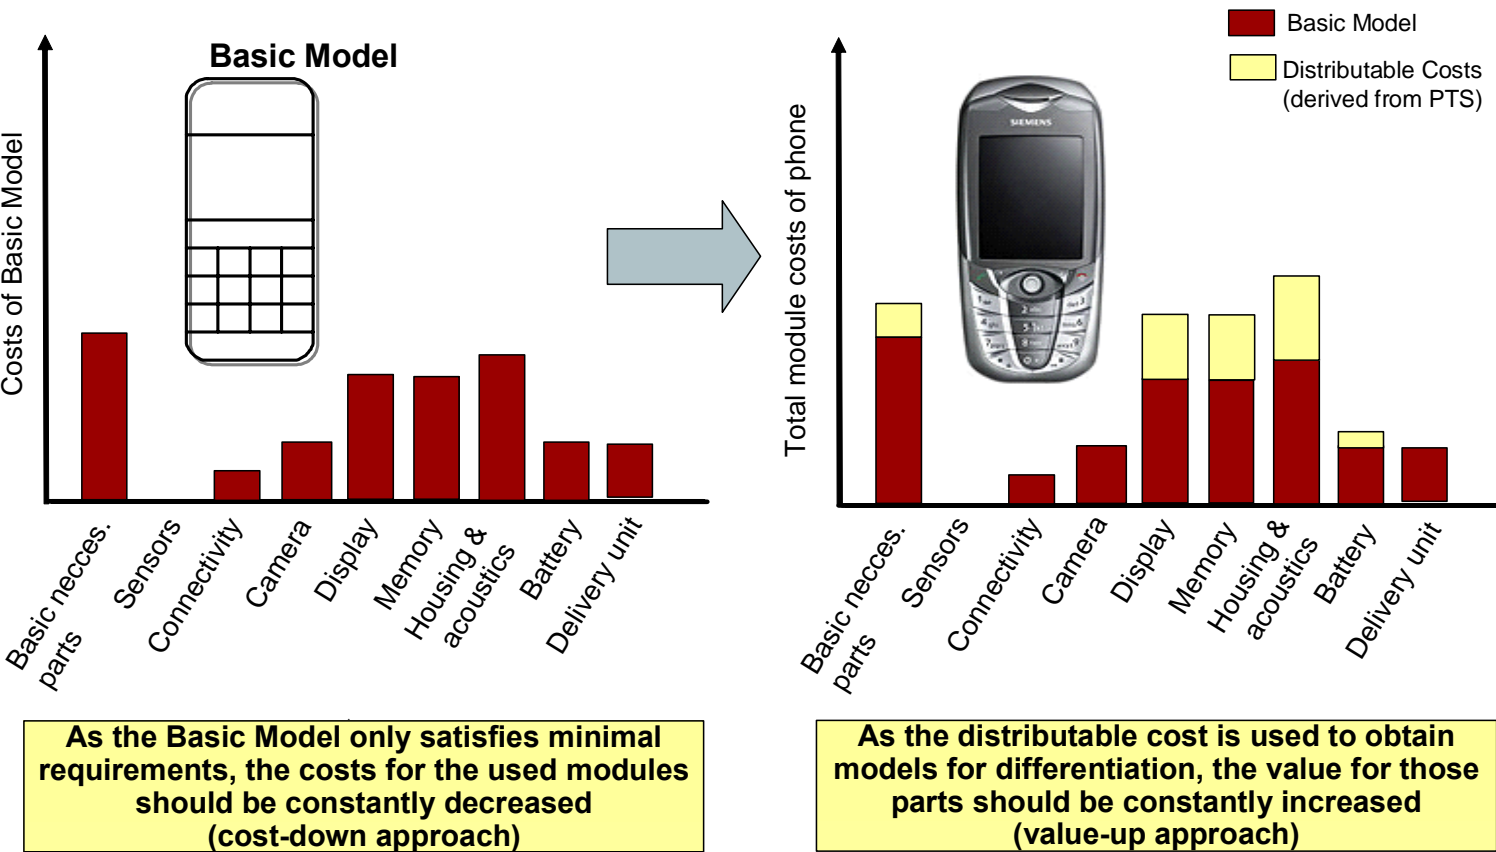 Basic Model
Costs of Basic Model
Basic necces.
parts
Sensors
Connectivity
Camera
Display
Memory
Housing &
acoustics
Battery
Delivery unit
As the Basic Model only satisfies minimal
requirements, the costs for the used modules
should be constantly decreased
(cost-down approach)
Basic Model
Distributable Costs
(derived from PTS)
Total module costs of phone
SIEMENS
Basic necces.
parts
Sensors
Connectivity
Camera
Display
Memory
Housing &
acoustics
Battery
Delivery unit
As the distributable cost is used to obtain
models for differentiation, the value for those
parts should be constantly increased
(value-up approach)